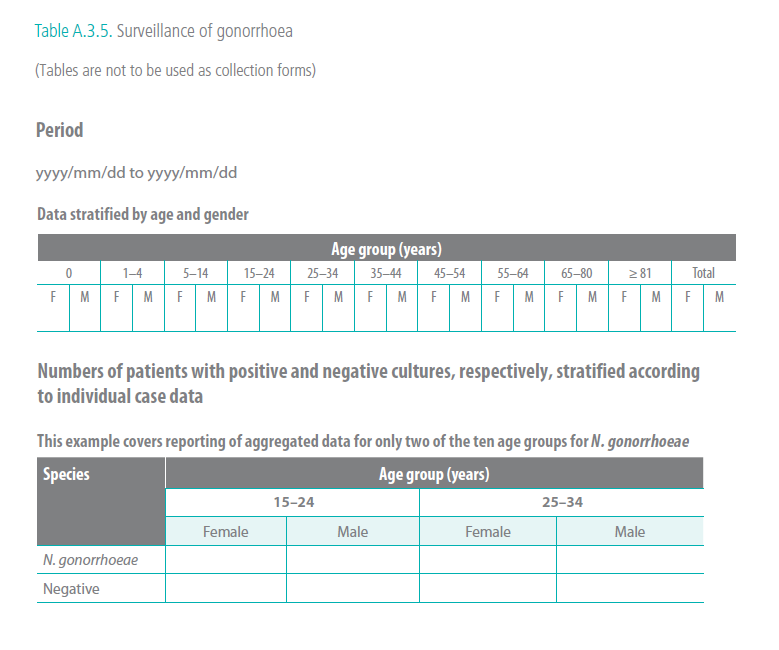 Table A.3.5. Surveillance of gonorrhoea
(Tables are not to be used as collection forms)
Period
yyyy/mm/dd to yyyy/mm/dd
Data stratified by age and gender
Age group (years)
0 1–4 5–14 15–24 25–34 35–44 45–54 55–64 65–80 ≥ 81 Total
F M F M F M F M F M F M F M F M F M F M F M
Numbers of patients with positive and negative cultures, respectively, stratified according
to individual case data
This example covers reporting of aggregated data for only two of the ten age groups for N. gonorrhoeae
Species Age group (years)
15–24 25–34
Female Male Female Male
N. gonorrhoeae
Negative